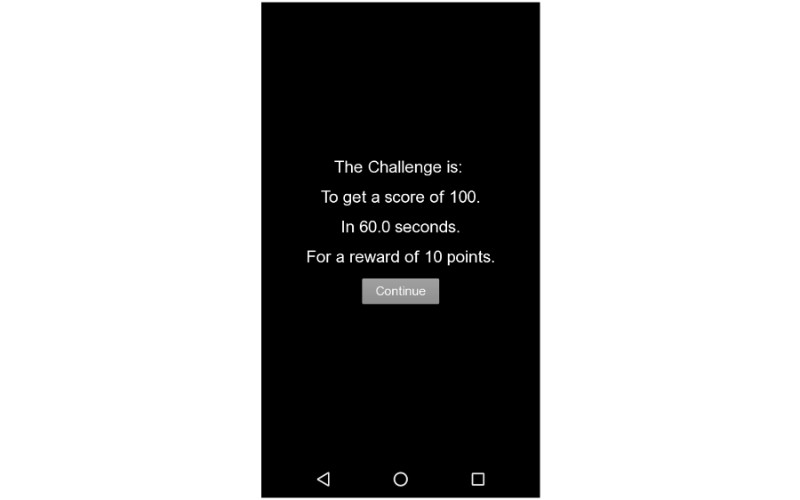 The Challenge is:
To get a score of 100.
In 60.0 seconds.
For a reward of 10 points.
Continue